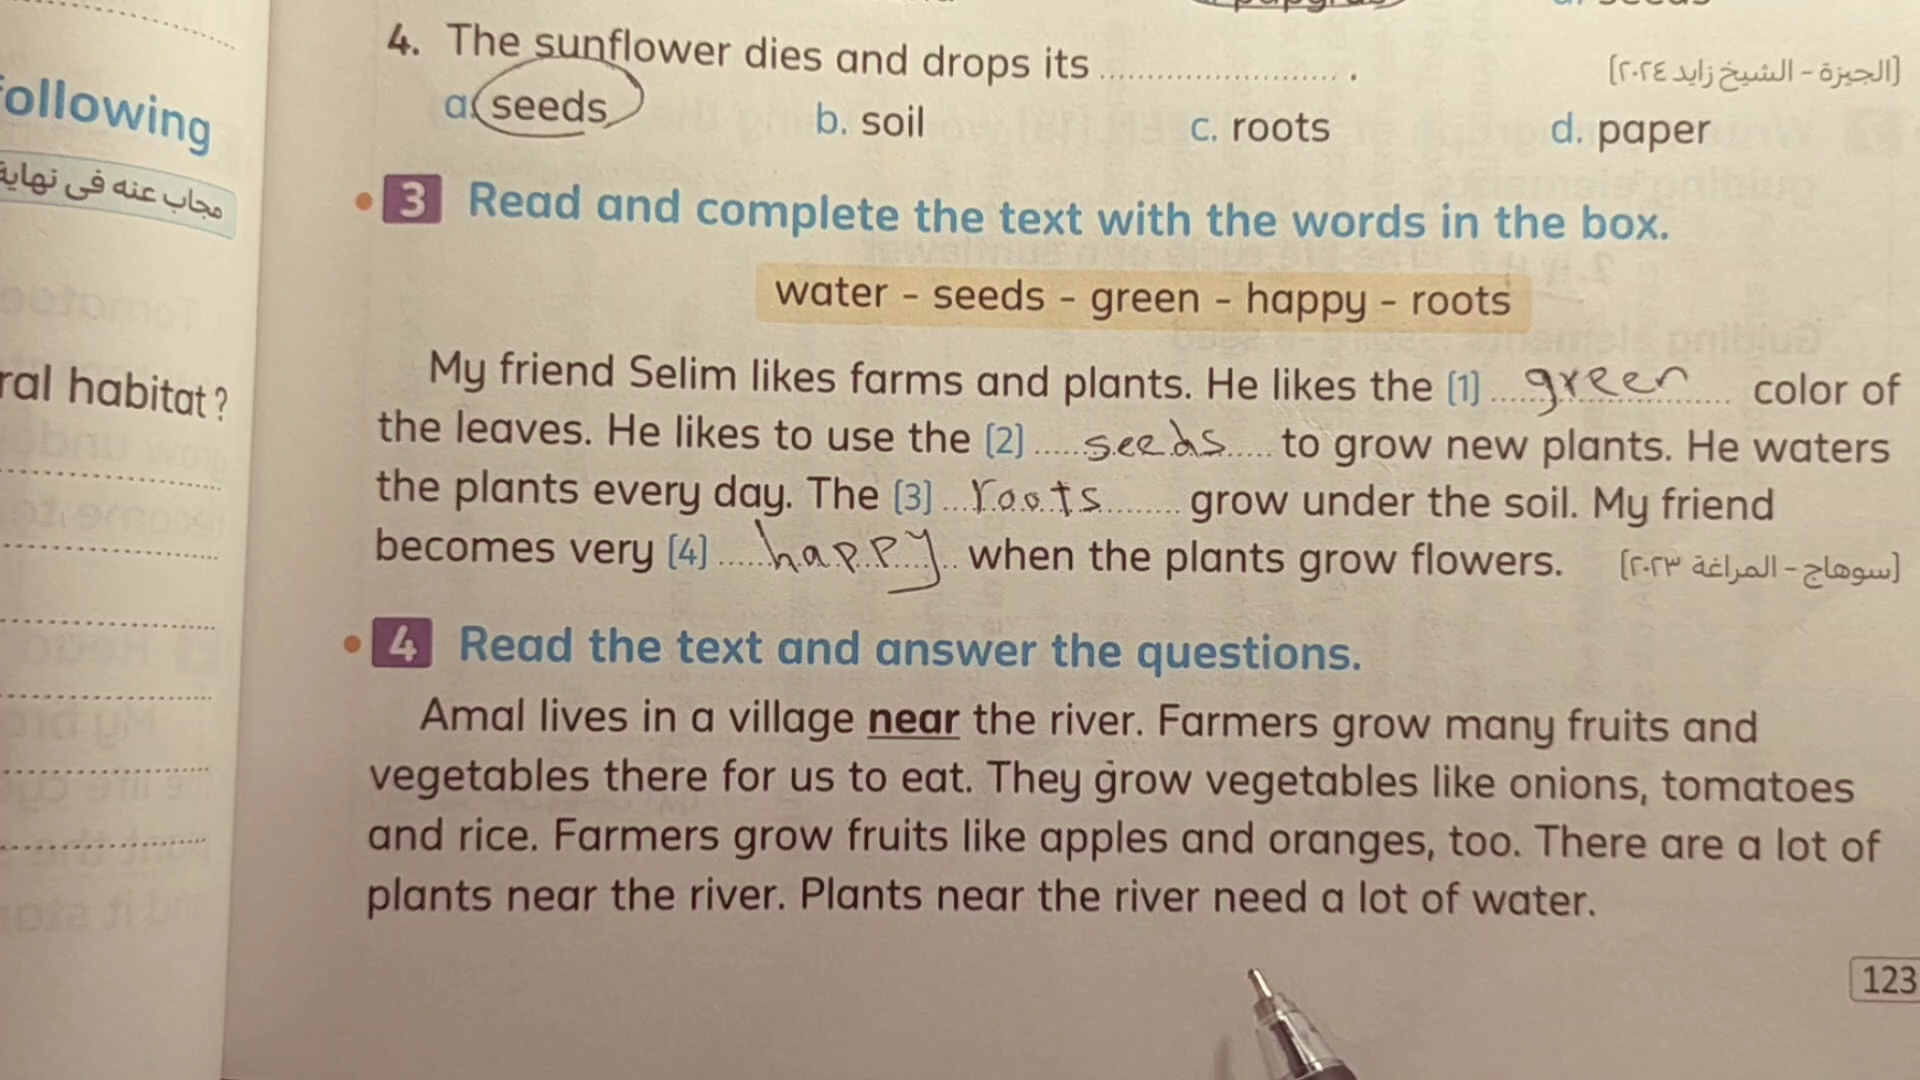 papyrus
seeds
4. The sunflower dies and drops its ........................ .
[الجيزة - الشيخ زايد ٢٠٢٤]
a. seeds b. soil c. roots d. paper
following
مجاب عنه فى نهاية
3 Read and complete the text with the words in the box.
water - seeds - green - happy - roots
ral habitat?
My friend Selim likes farms and plants. He likes the [1] green color of
the leaves. He likes to use the [2] seeds to grow new plants. He waters
the plants every day. The [3] roots grow under the soil. My friend
becomes very [4] happy when the plants grow flowers. [سوهاج - المراغة ٢٠٢٣]
4 Read the text and answer the questions.
Amal lives in a village near the river. Farmers grow many fruits and
vegetables there for us to eat. They grow vegetables like onions, tomatoes
and rice. Farmers grow fruits like apples and oranges, too. There are a lot of
plants near the river. Plants near the river need a lot of water.
123